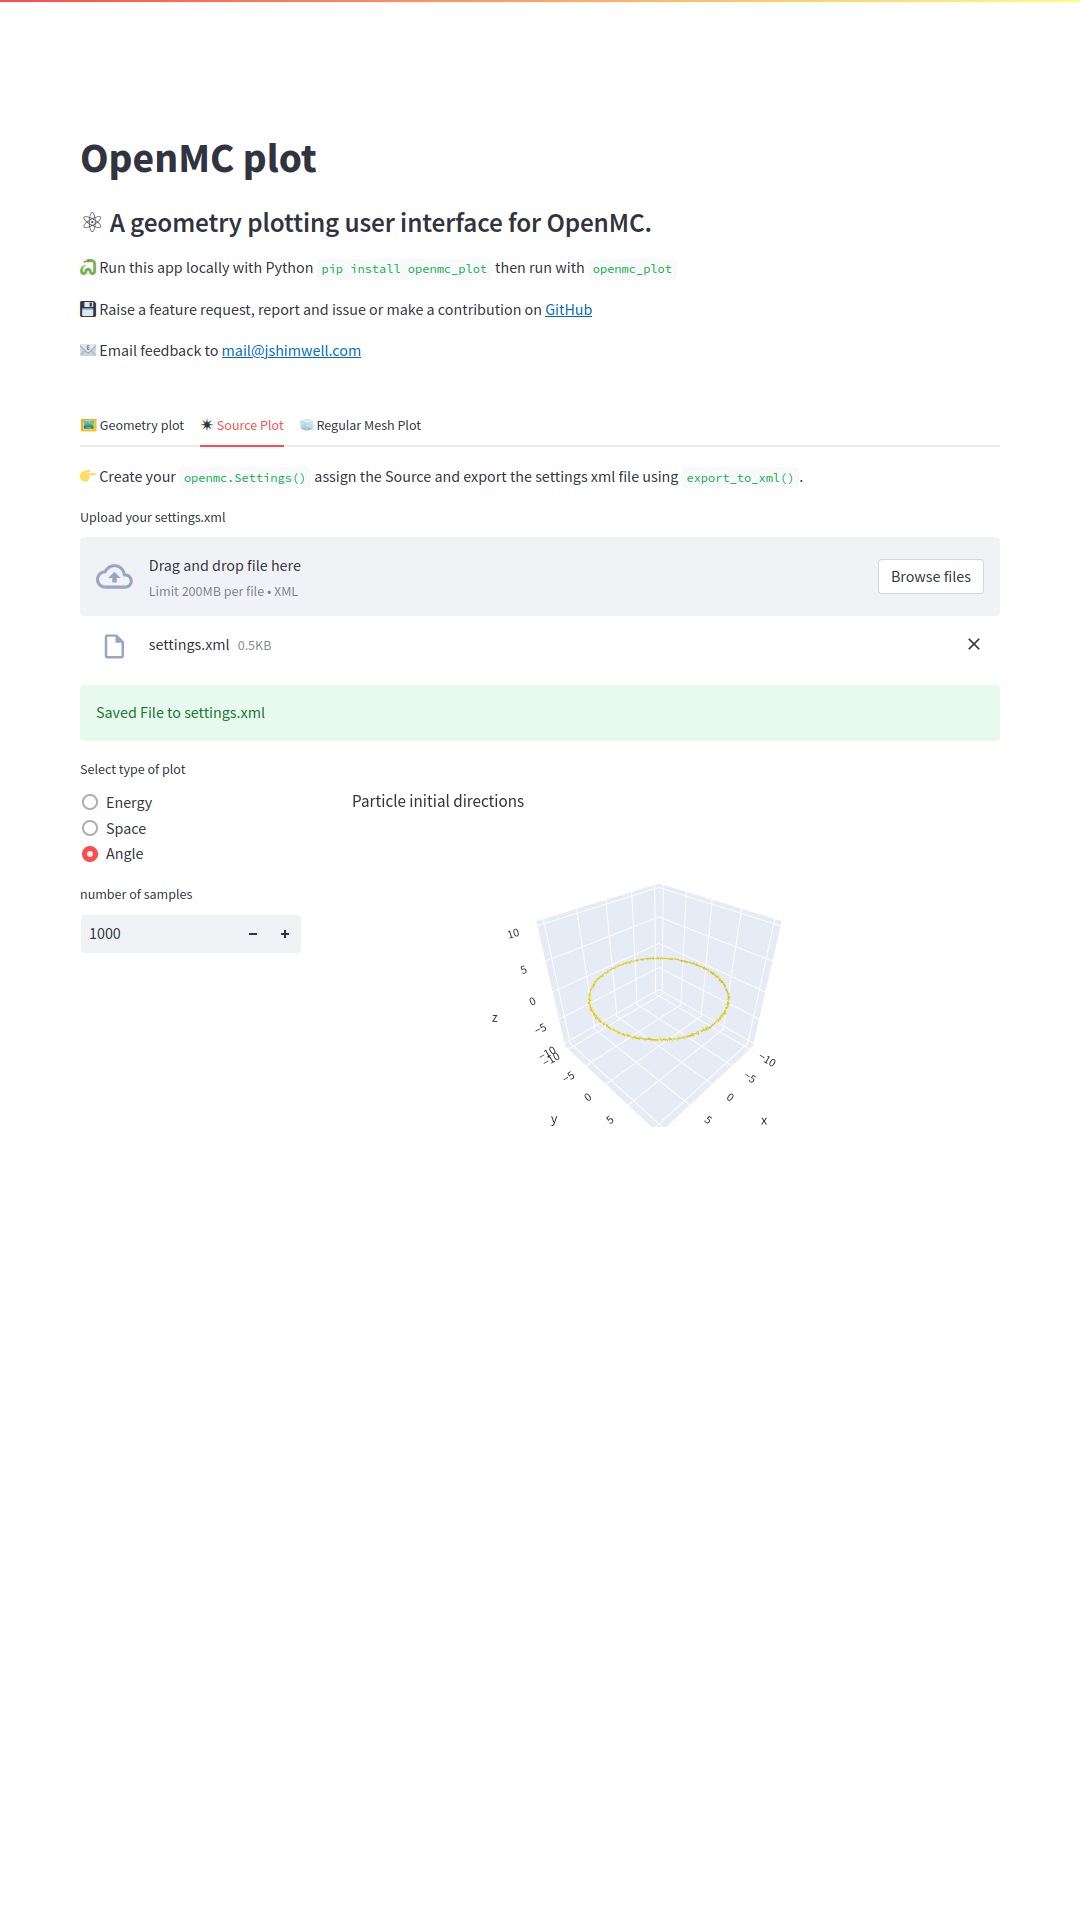 OpenMC plot
⚛ A geometry plotting user interface for OpenMC.
🐍 Run this app locally with Python pip install openmc_plot then run with openmc_plot
💾 Raise a feature request, report and issue or make a contribution on GitHub
📧 Email feedback to mail@jshimwell.com
🖼️ Geometry plot ✴ Source Plot 🧊 Regular Mesh Plot
👉 Create your openmc.Settings() assign the Source and export the settings xml file using export_to_xml() .
Upload your settings.xml
Drag and drop file here
Limit 200MB per file • XML
Browse files
settings.xml 0.5KB
Saved File to settings.xml
Select type of plot
Energy
Space
Angle
number of samples
1000
Particle initial directions
10
5
0
−5
−10
z
−10
−5
0
5
y
−10
−5
0
5
x